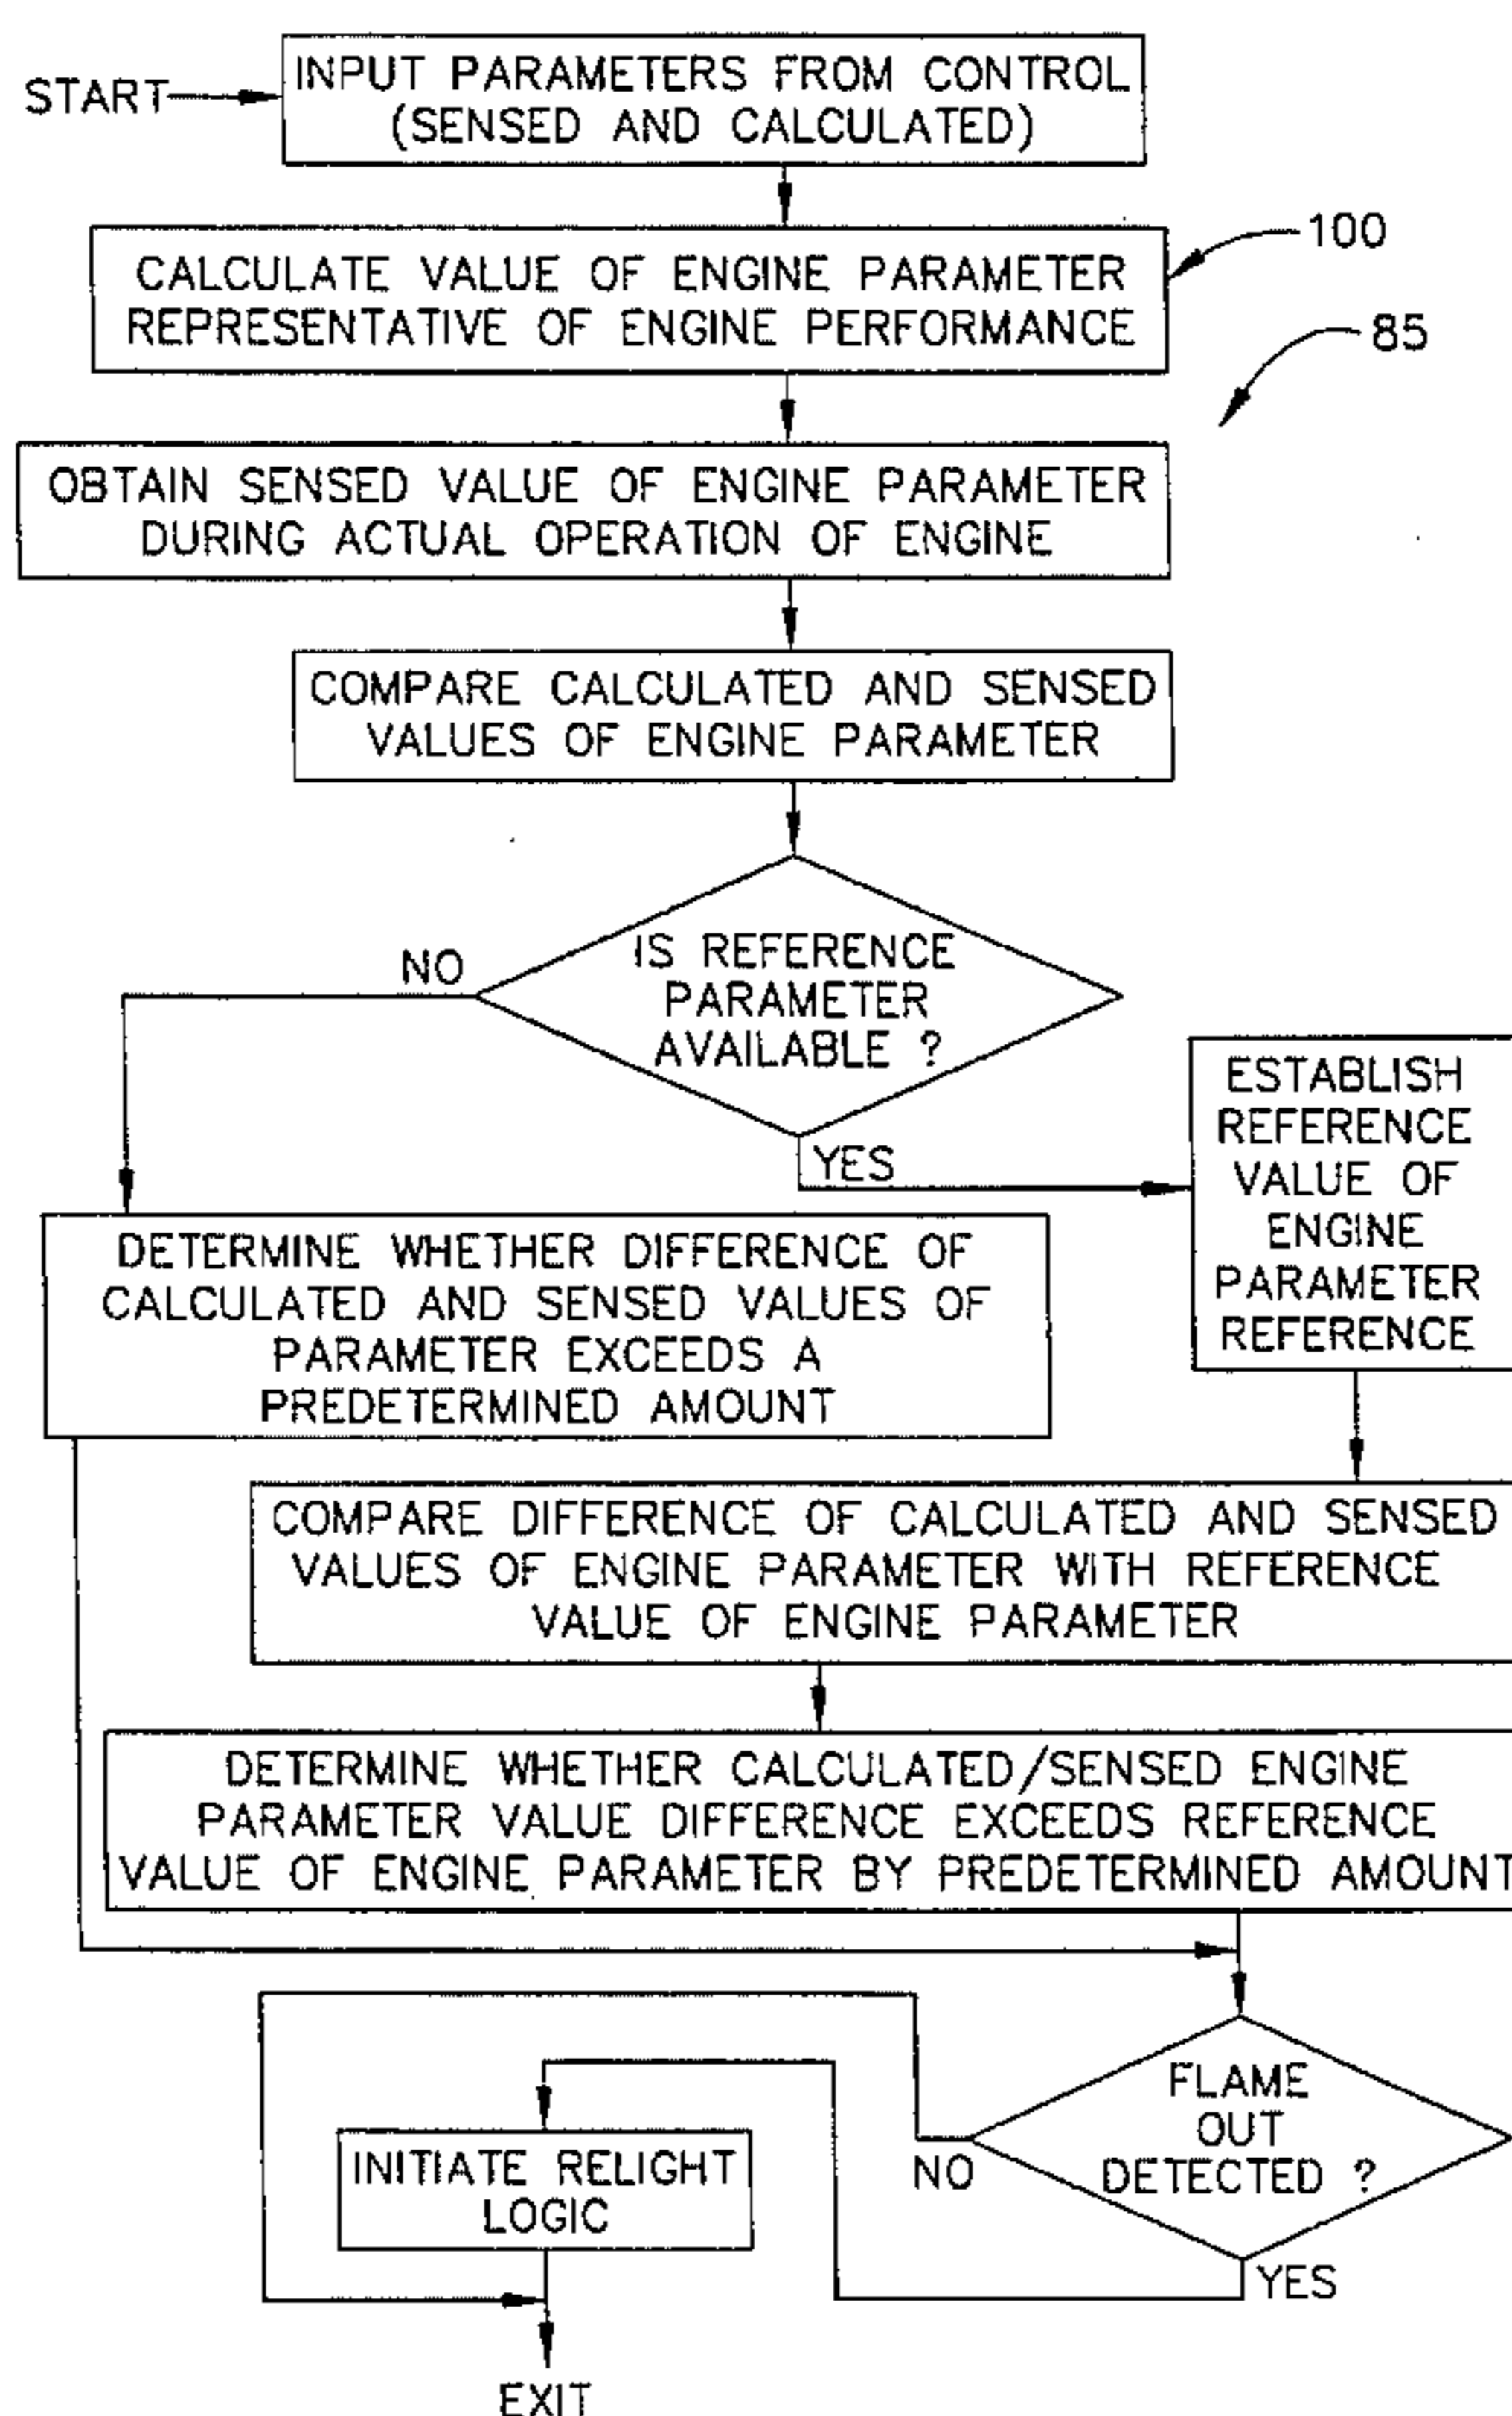 START
INPUT PARAMETERS FROM CONTROL
(SENSED AND CALCULATED)
100
CALCULATE VALUE OF ENGINE PARAMETER
REPRESENTATIVE OF ENGINE PERFORMANCE
85
OBTAIN SENSED VALUE OF ENGINE PARAMETER
DURING ACTUAL OPERATION OF ENGINE
COMPARE CALCULATED AND SENSED
VALUES OF ENGINE PARAMETER
NO
IS REFERENCE
PARAMETER
AVAILABLE ?
YES
ESTABLISH
REFERENCE
VALUE OF
ENGINE
PARAMETER
REFERENCE
DETERMINE WHETHER DIFFERENCE OF
CALCULATED AND SENSED VALUES OF
PARAMETER EXCEEDS A
PREDETERMINED AMOUNT
COMPARE DIFFERENCE OF CALCULATED AND SENSED
VALUES OF ENGINE PARAMETER WITH REFERENCE
VALUE OF ENGINE PARAMETER
DETERMINE WHETHER CALCULATED/SENSED ENGINE
PARAMETER VALUE DIFFERENCE EXCEEDS REFERENCE
VALUE OF ENGINE PARAMETER BY PREDETERMINED AMOUNT
FLAME
OUT
DETECTED ?
NO
YES
INITIATE RELIGHT
LOGIC
EXIT